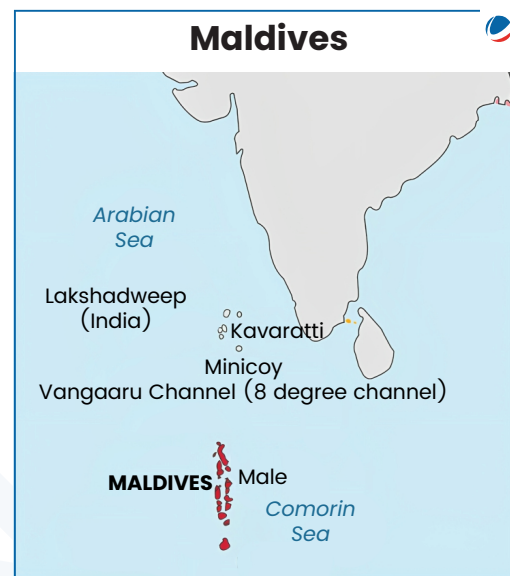 Maldives
Arabian
Sea
Lakshadweep
(India)
Kavaratti
Minicoy
Vangaaru Channel (8 degree channel)
MALDIVES
Male
Comorin
Sea